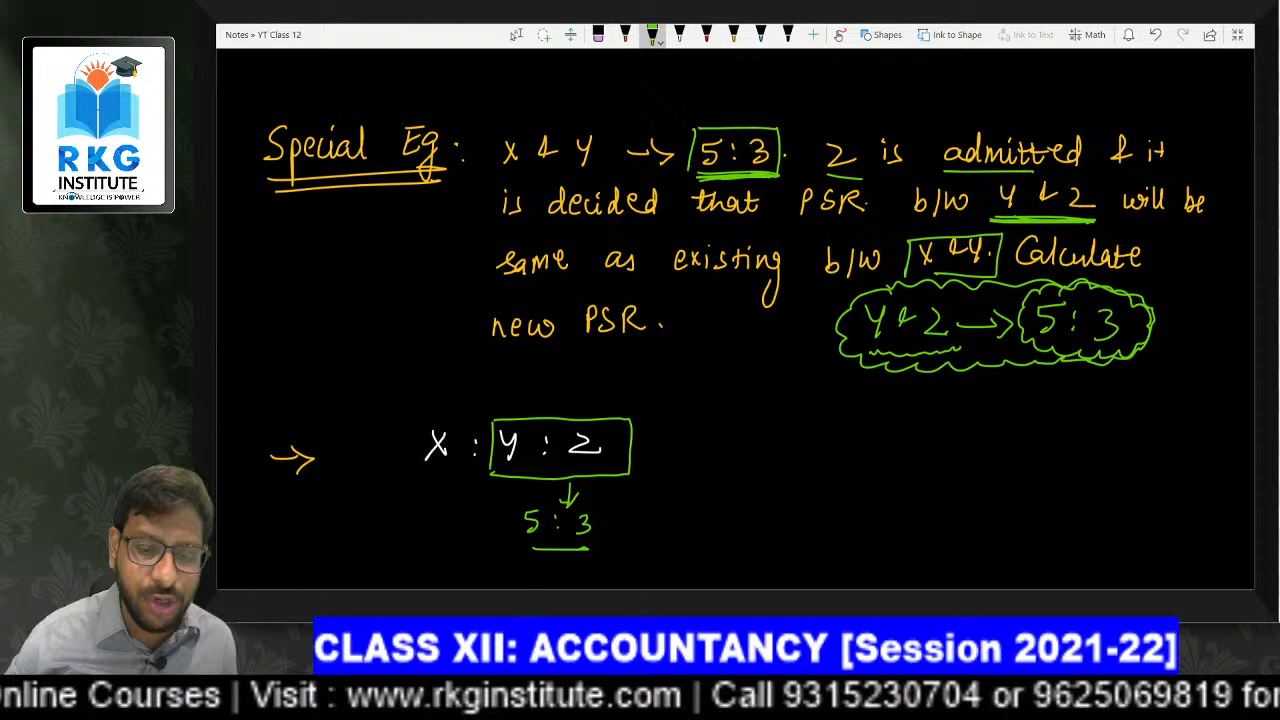 Notes » YT Class 12
Shapes
Ink to Shape
Ink to Text
Math
RKG
INSTITUTE
KNOWLEDGE IS POWER
Special Eg: X & Y → 5 : 3. Z is admitted & it
is decided that PSR b/w Y & Z will be
same as existing b/w X & Y. Calculate
new PSR.
Y & Z → 5 : 3
→ X : Y : Z
5 : 3
CLASS XII: ACCOUNTANCY [Session 2021-22]
Online Courses | Visit : www.rkginstitute.com | Call 9315230704 or 9625069819 for